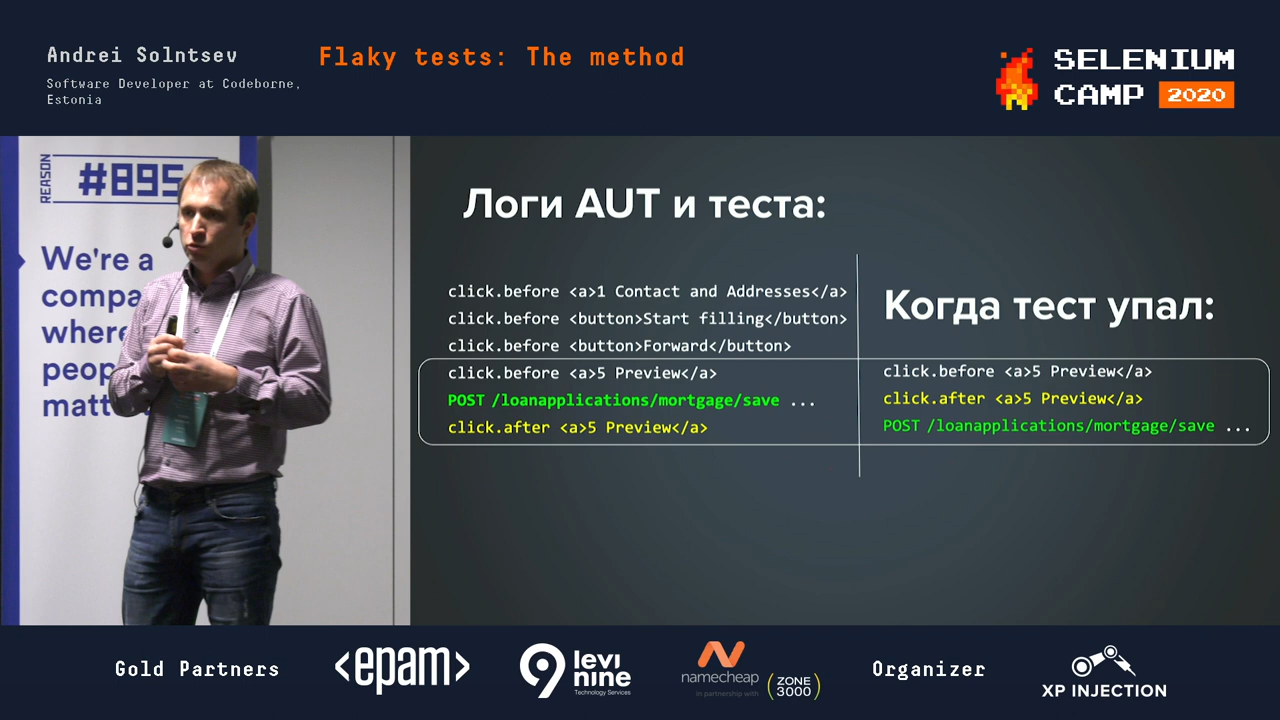 Andrei Solntsev
Software Developer at Codeborne,
Estonia
Flaky tests: The method
SELENIUM
CAMP 2020
REASON
#895
We're a
compa
where
peop
matt
Логи AUT и теста:
click.before <a>1 Contact and Addresses</a>
click.before <button>Start filling</button>
click.before <button>Forward</button>
click.before <a>5 Preview</a>
POST /loanapplications/mortgage/save ...
click.after <a>5 Preview</a>
Когда тест упал:
click.before <a>5 Preview</a>
click.after <a>5 Preview</a>
POST /loanapplications/mortgage/save ...
Gold Partners
<epam>
9 levi
nine
Technology Services
namecheap
in partnership with
ZONE
3000
Organizer
XP INJECTION